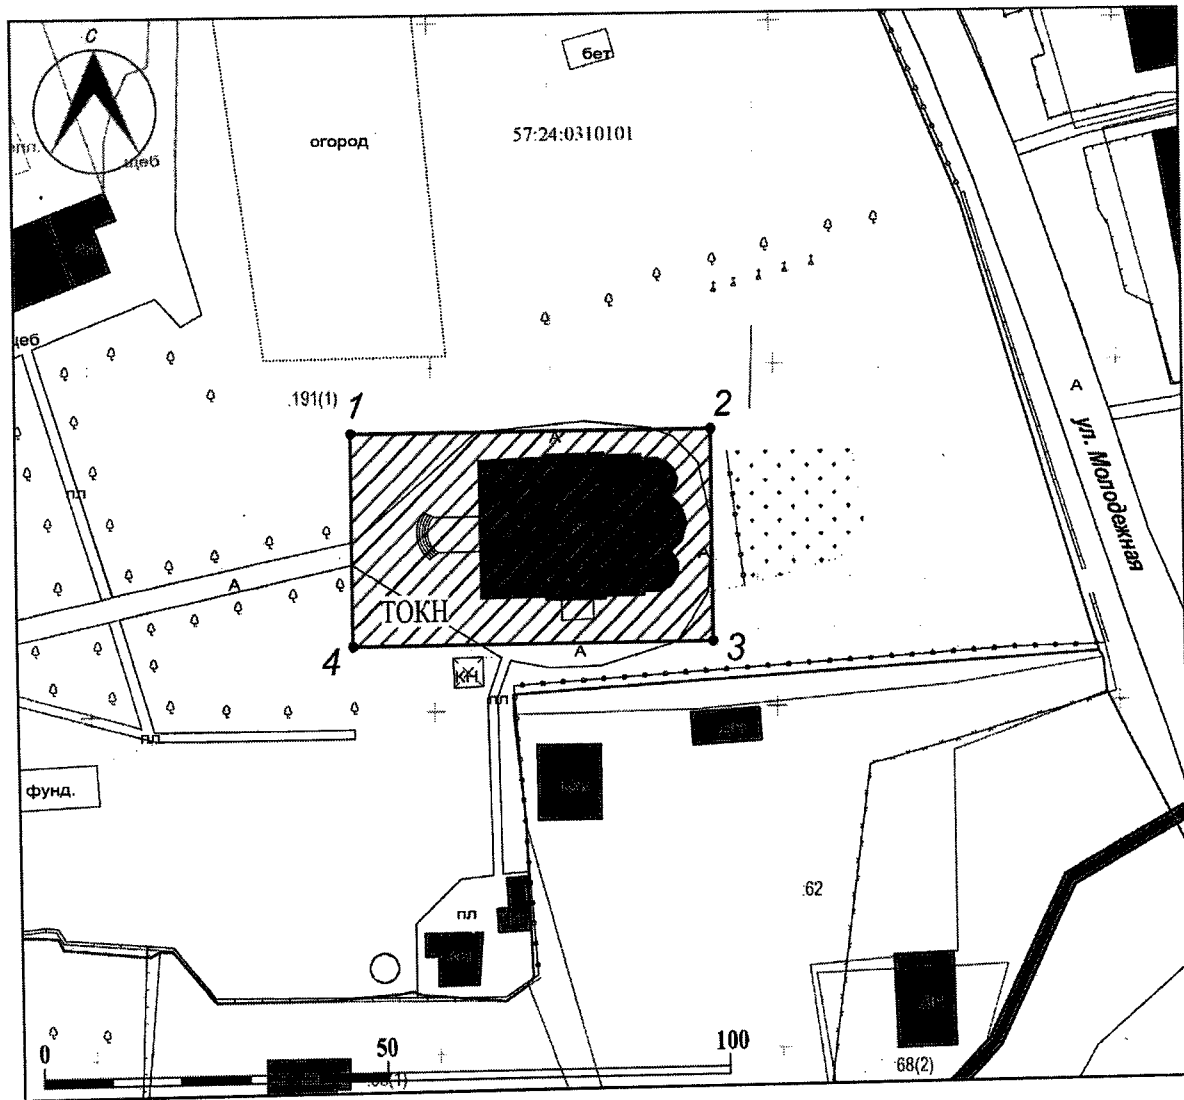 С
бет
огород
57:24:0310101
щеб
.191(1)
1
2
А
А
ул. Молодежная
пл
А
А
ТОКН
4
3
А
КН
пл
пл
фунд.
:62
пл
0
50
100
68(2)